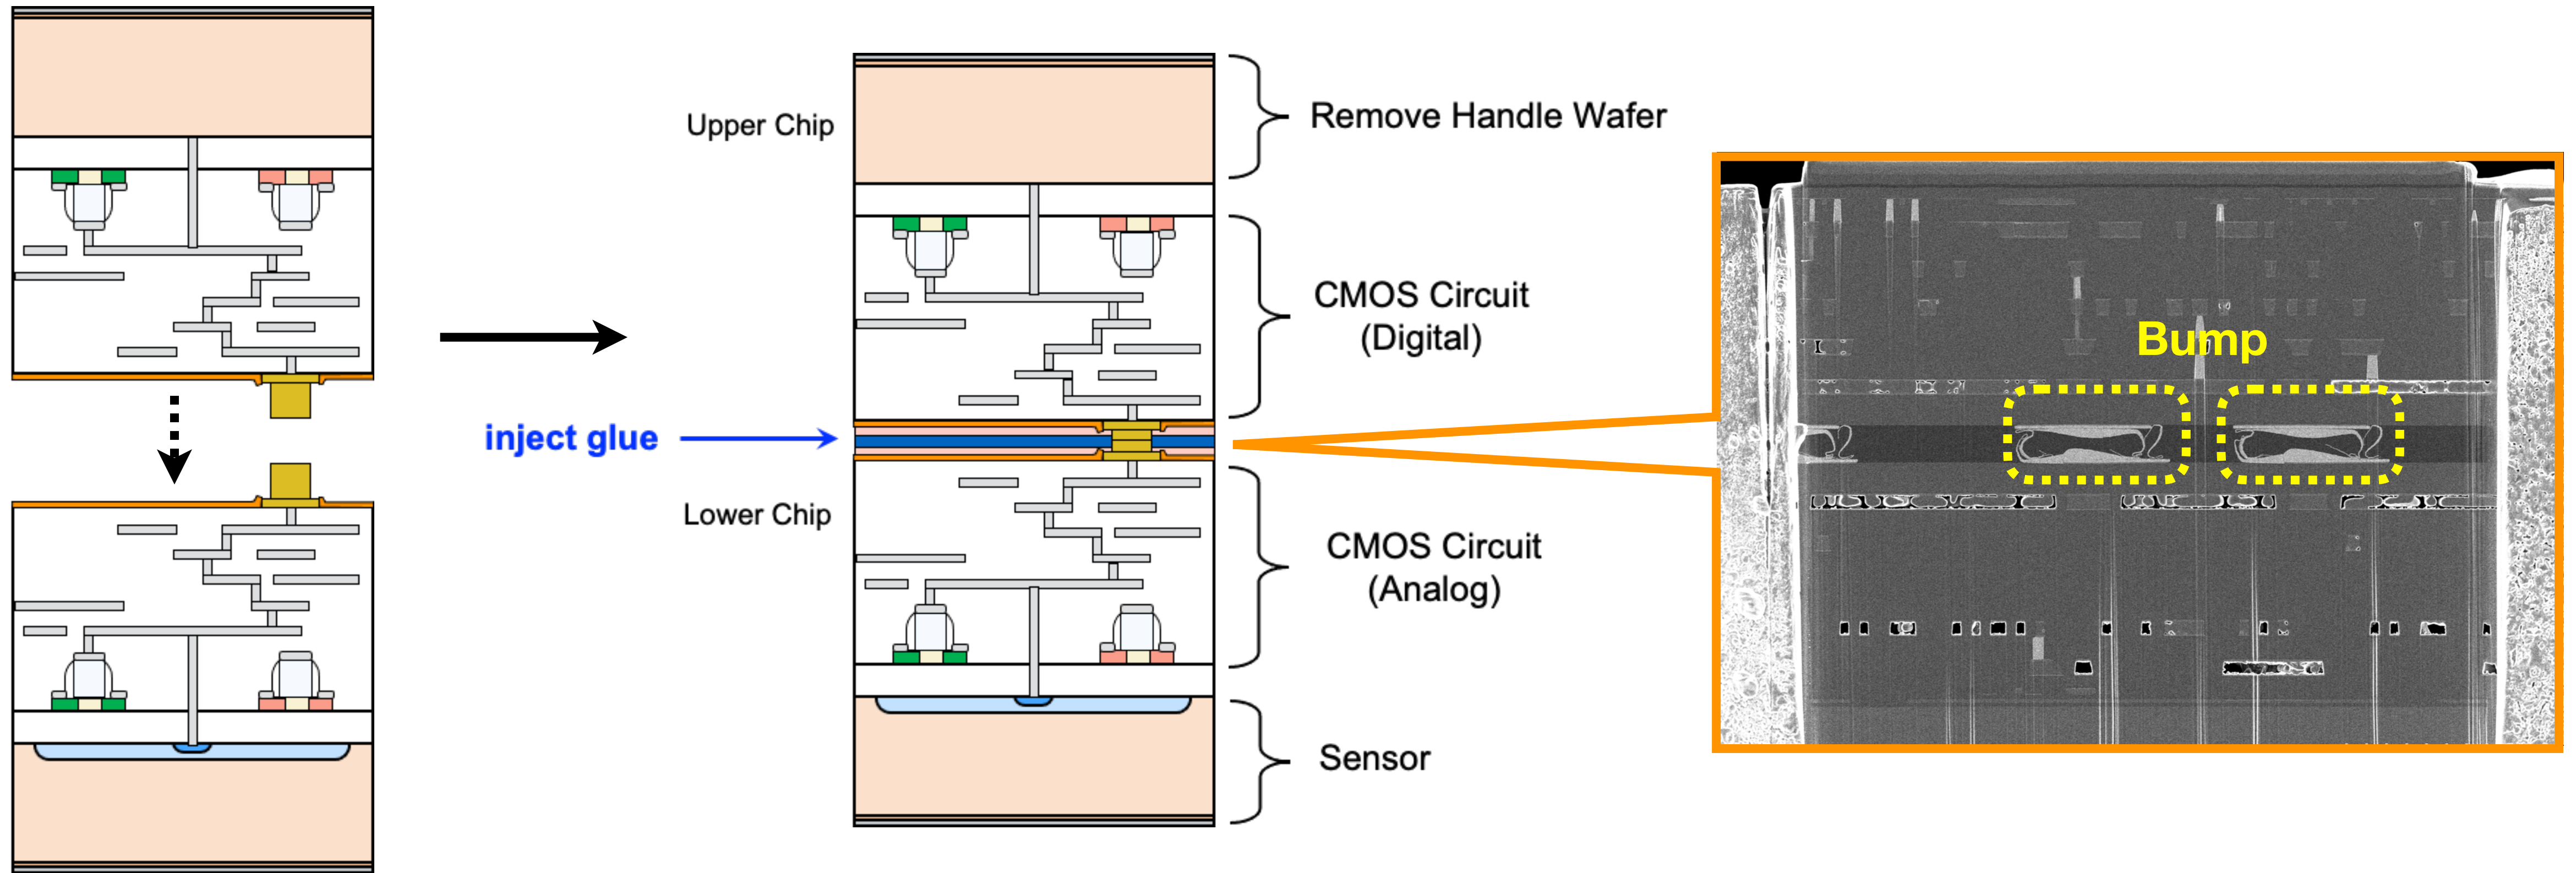 Upper Chip
Remove Handle Wafer
CMOS Circuit
(Digital)
Bump
inject glue
Lower Chip
CMOS Circuit
(Analog)
Sensor